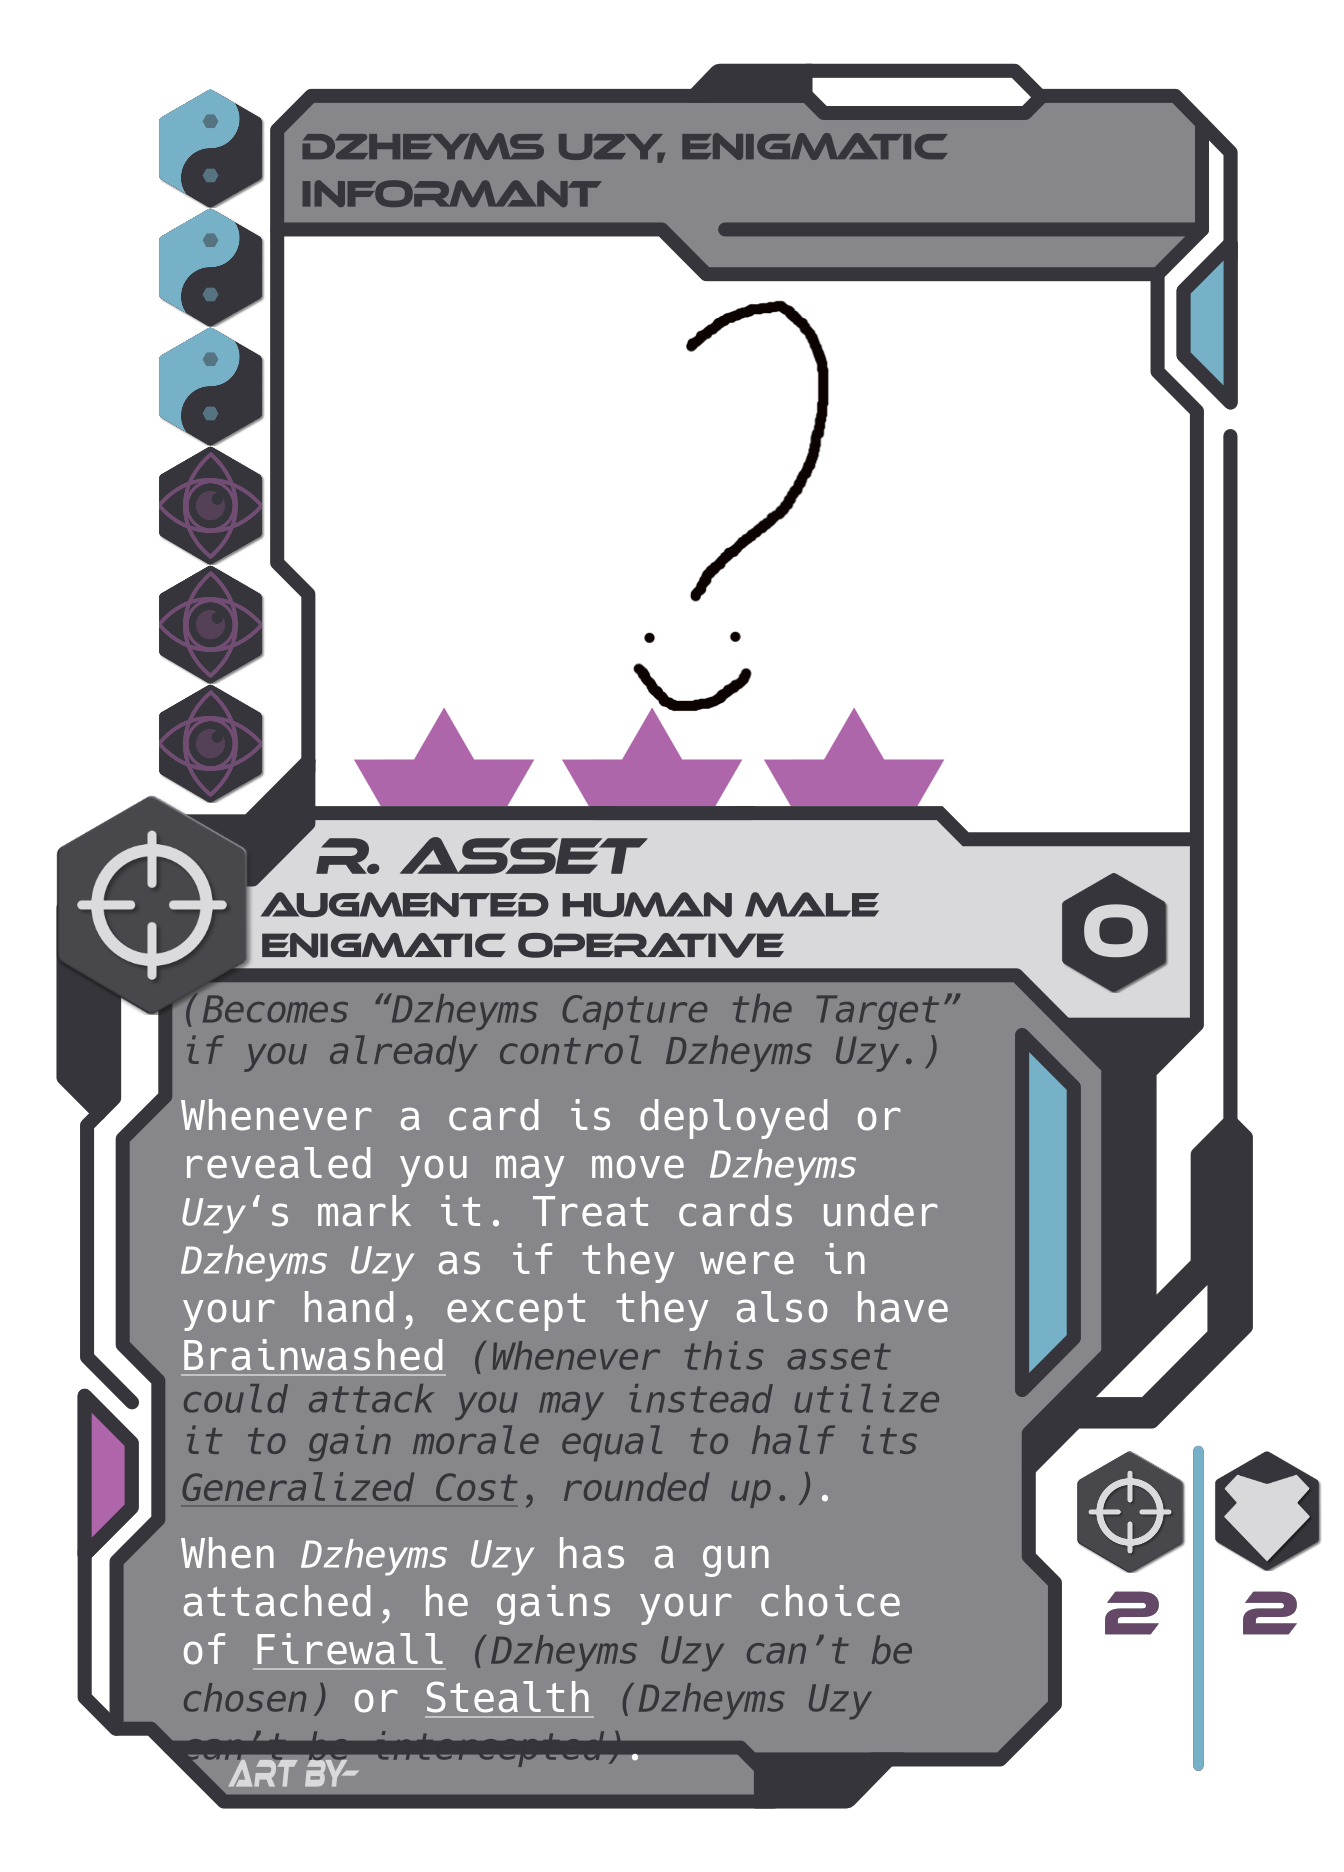 DZHEYMS UZY, ENIGMATIC
INFORMANT
R. ASSET
AUGMENTED HUMAN MALE
ENIGMATIC OPERATIVE
0
(Becomes “Dzheyms Capture the Target”
if you already control Dzheyms Uzy.)
Whenever a card is deployed or
revealed you may move Dzheyms
Uzy‘s mark it. Treat cards under
Dzheyms Uzy as if they were in
your hand, except they also have
Brainwashed (Whenever this asset
could attack you may instead utilize
it to gain morale equal to half its
Generalized Cost, rounded up.).
When Dzheyms Uzy has a gun
attached, he gains your choice
of Firewall (Dzheyms Uzy can’t be
chosen) or Stealth (Dzheyms Uzy
can’t be intercepted).
2 2
ART BY-